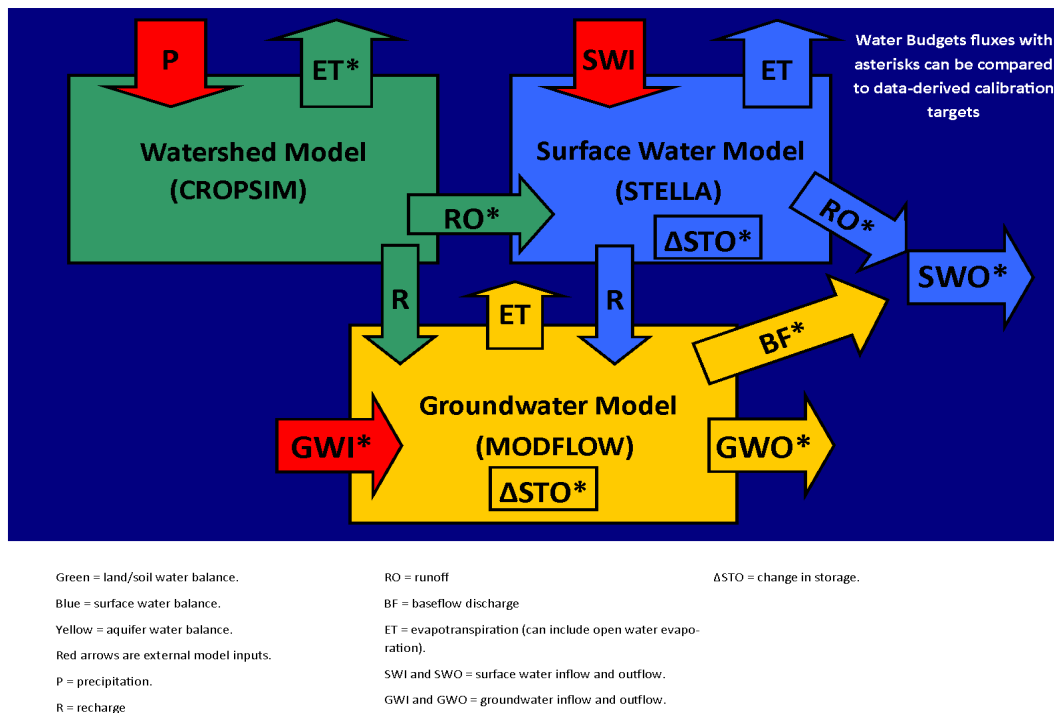 P
ET*
SWI
ET
Water Budgets fluxes with
asterisks can be compared
to data-derived calibration
targets
Watershed Model
(CROPSIM)
Surface Water Model
(STELLA)
RO*
ΔSTO*
RO*
SWO*
R
ET
R
BF*
Groundwater Model
(MODFLOW)
GWI*
GWO*
ΔSTO*
Green = land/soil water balance.
Blue = surface water balance.
Yellow = aquifer water balance.
Red arrows are external model inputs.
P = precipitation.
R = recharge
RO = runoff
BF = baseflow discharge
ET = evapotranspiration (can include open water evapo-
ration).
SWI and SWO = surface water inflow and outflow.
GWI and GWO = groundwater inflow and outflow.
ΔSTO = change in storage.